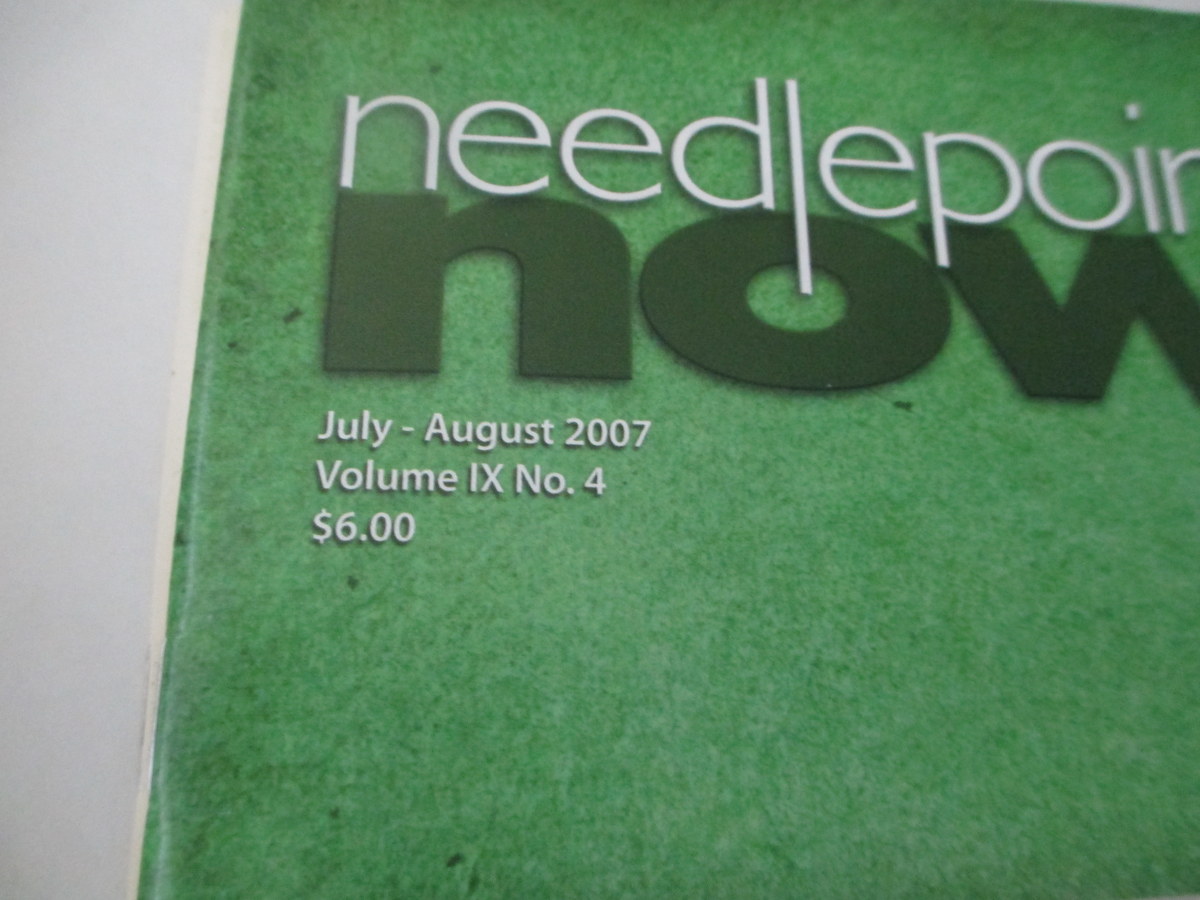 needlepoin
now
July - August 2007
Volume IX No. 4
$6.00